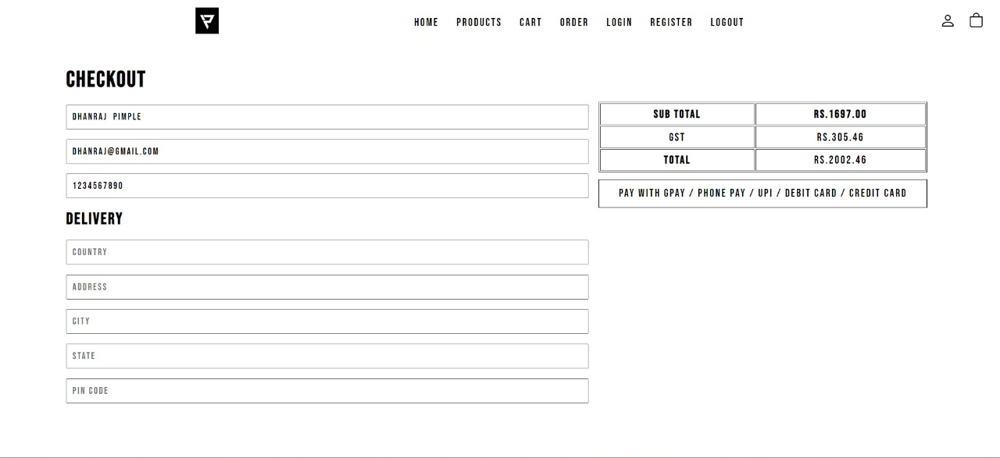 HOME PRODUCTS CART ORDER LOGIN REGISTER LOGOUT
CHECKOUT
DHANRAJ PIMPLE
DHANRAJ@GMAIL.COM
1234567890
DELIVERY
COUNTRY
ADDRESS
CITY
STATE
PIN CODE
SUB TOTAL RS.1697.00
GST RS.305.46
TOTAL RS.2002.46
PAY WITH GPAY / PHONE PAY / UPI / DEBIT CARD / CREDIT CARD